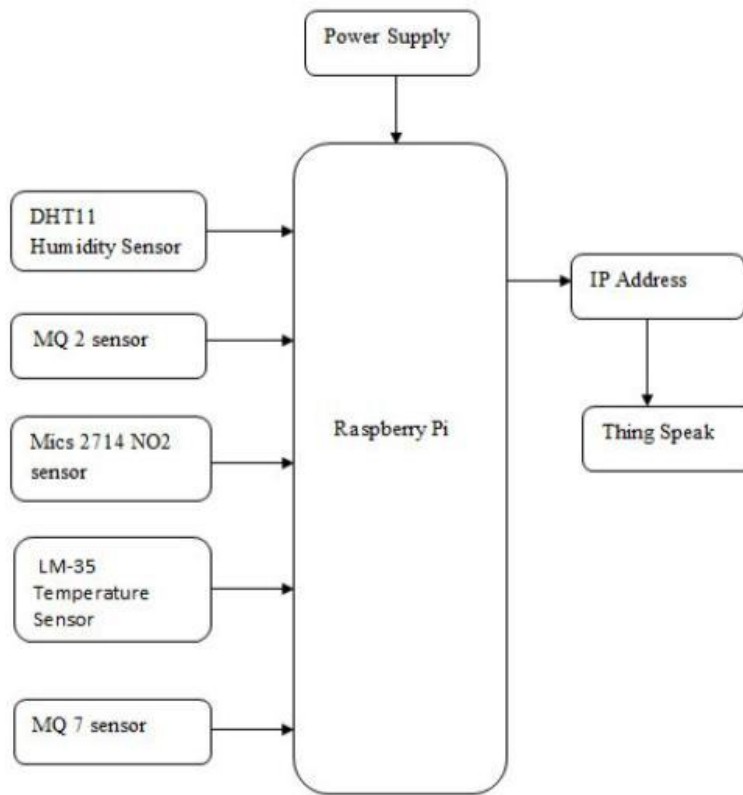 Power Supply
DHT11
Humidity Sensor
MQ 2 sensor
Mics 2714 NO2
sensor
LM-35
Temperature
Sensor
MQ 7 sensor
Raspberry Pi
IP Address
Thing Speak